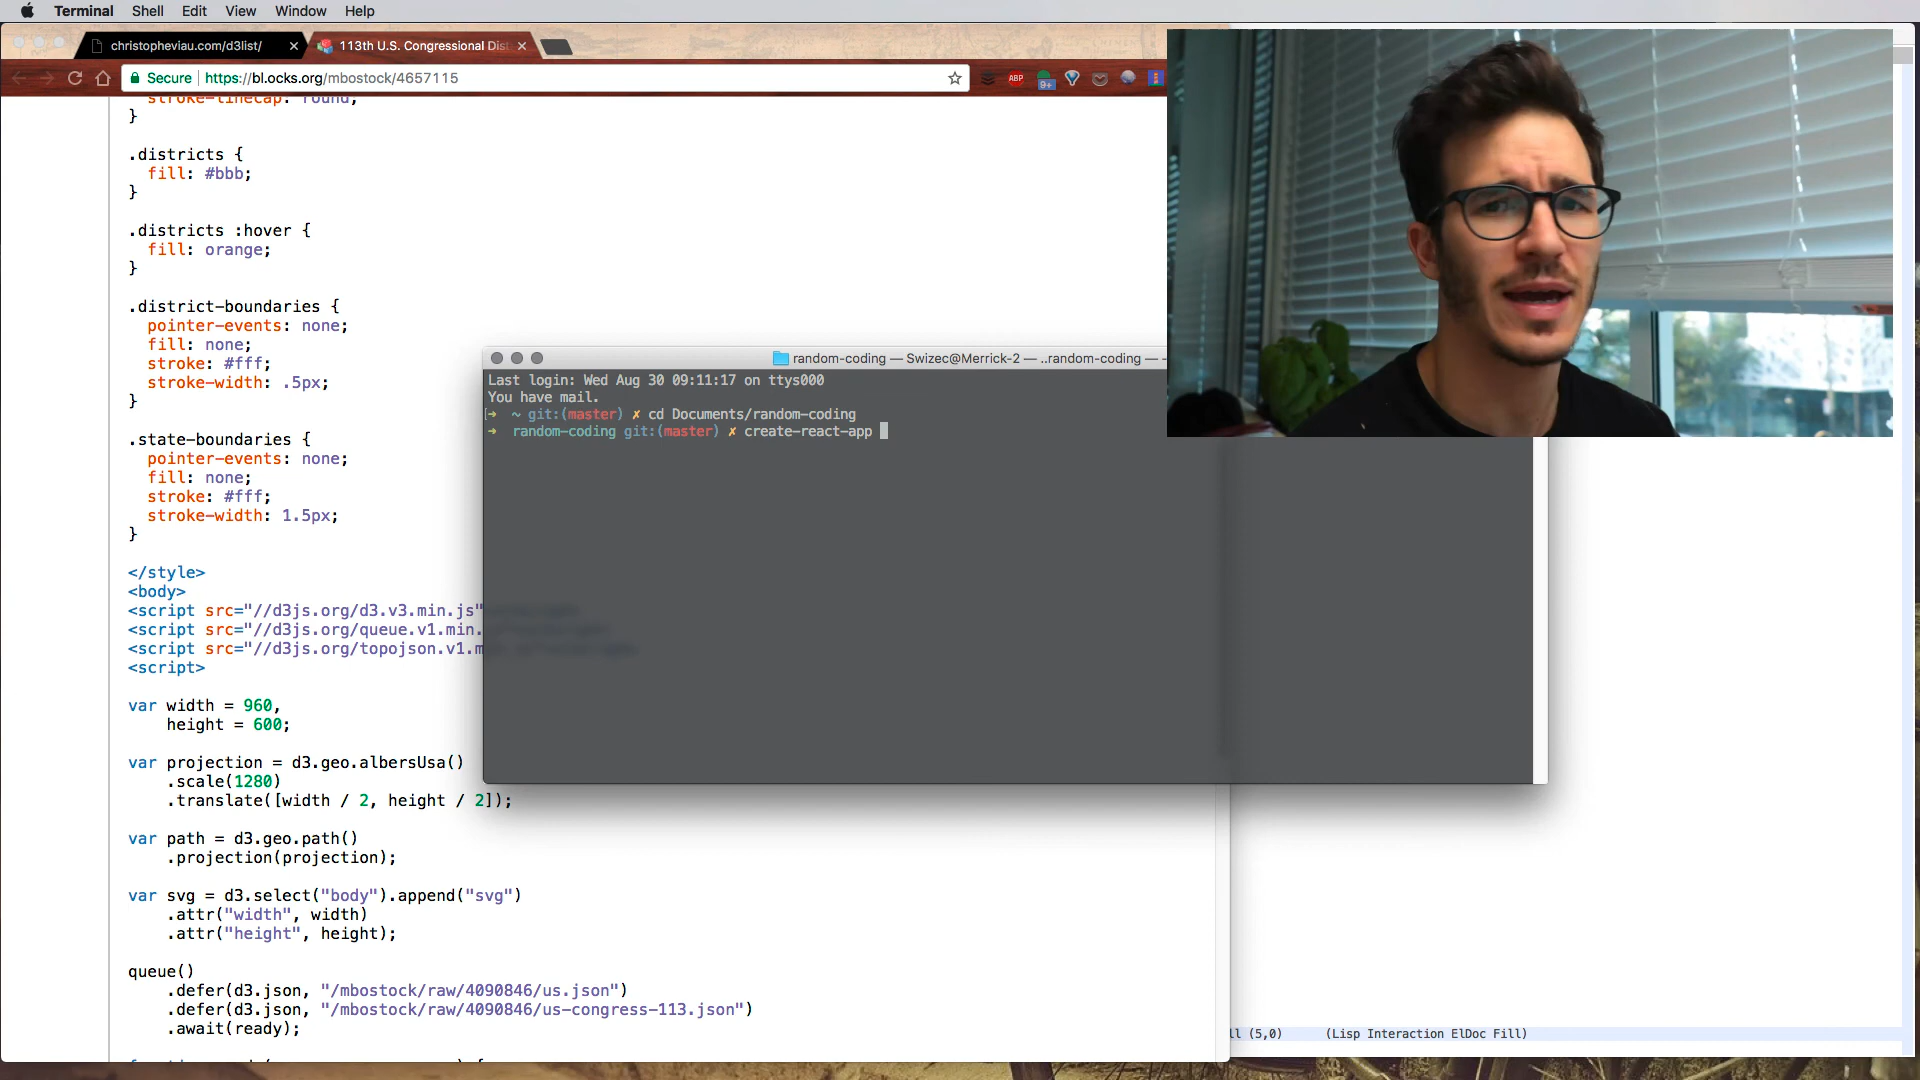 Terminal Shell Edit View Window Help
christopheviau.com/d3list/
113th U.S. Congressional Dis
Secure https://bl.ocks.org/mbostock/4657115
ABP
9+
stroke-linecap: round;
}
.districts {
fill: #bbb;
}
.districts :hover {
fill: orange;
}
.district-boundaries {
pointer-events: none;
fill: none;
stroke: #fff;
stroke-width: .5px;
}
.state-boundaries {
pointer-events: none;
fill: none;
stroke: #fff;
stroke-width: 1.5px;
}
</style>
<body>
<script src="//d3js.org/d3.v3.min.js"
<script src="//d3js.org/queue.v1.min.
<script src="//d3js.org/topojson.v1.m
<script>
var width = 960,
height = 600;
var projection = d3.geo.albersUsa()
.scale(1280)
.translate([width / 2, height / 2]);
var path = d3.geo.path()
.projection(projection);
var svg = d3.select("body").append("svg")
.attr("width", width)
.attr("height", height);
queue()
.defer(d3.json, "/mbostock/raw/4090846/us.json")
.defer(d3.json, "/mbostock/raw/4090846/us-congress-113.json")
.await(ready);
random-coding — Swizec@Merrick-2 — ..random-coding — -
Last login: Wed Aug 30 09:11:17 on ttys000
You have mail.
[➜ ~ git:(master) ✗ cd Documents/random-coding
➜ random-coding git:(master) ✗ create-react-app
ll (5,0) (Lisp Interaction ElDoc Fill)